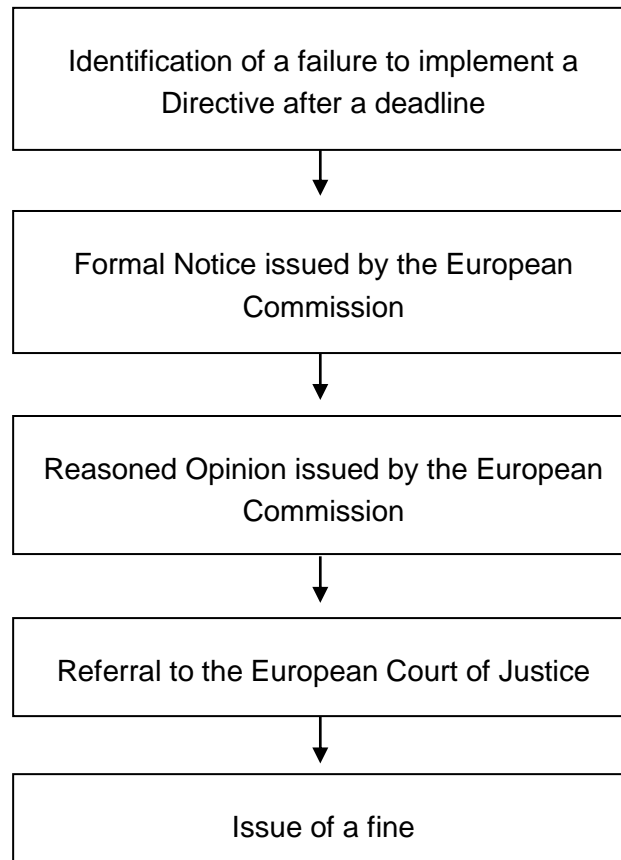 Identification of a failure to implement a
Directive after a deadline
Formal Notice issued by the European
Commission
Reasoned Opinion issued by the European
Commission
Referral to the European Court of Justice
Issue of a fine